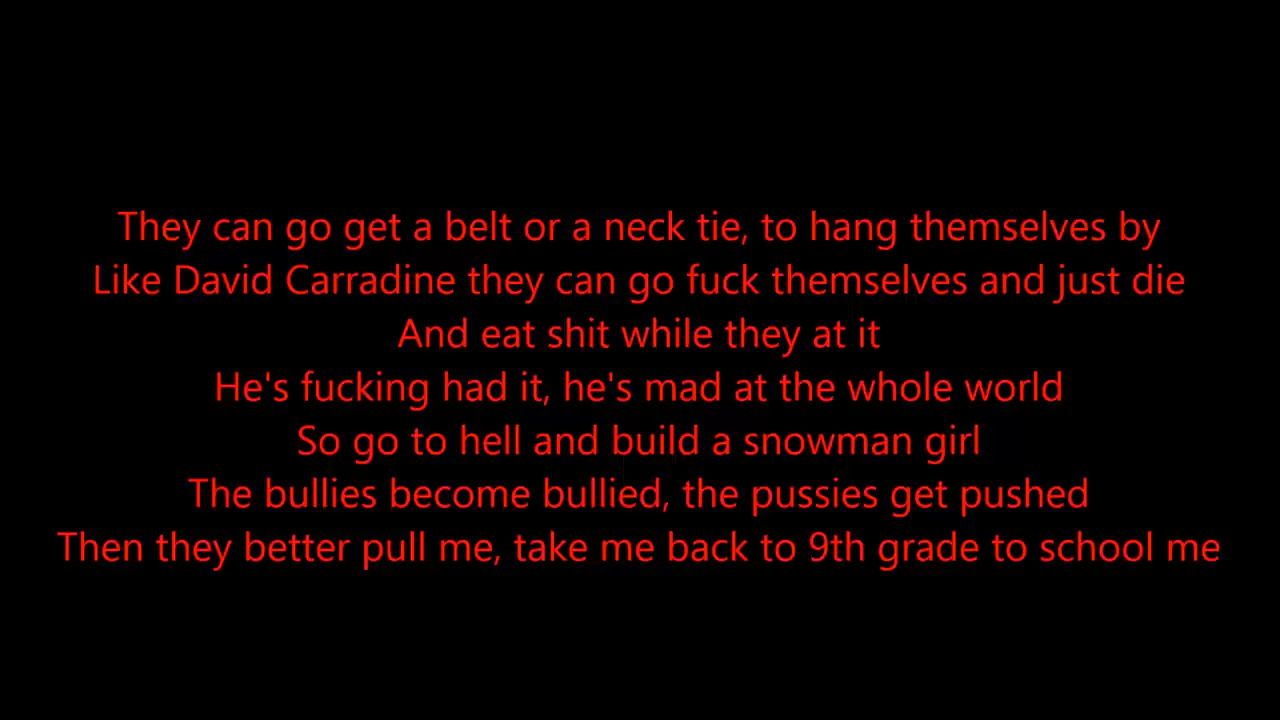 They can go get a belt or a neck tie, to hang themselves by
Like David Carradine they can go fuck themselves and just die
And eat shit while they at it
He's fucking had it, he's mad at the whole world
So go to hell and build a snowman girl
The bullies become bullied, the pussies get pushed
Then they better pull me, take me back to 9th grade to school me